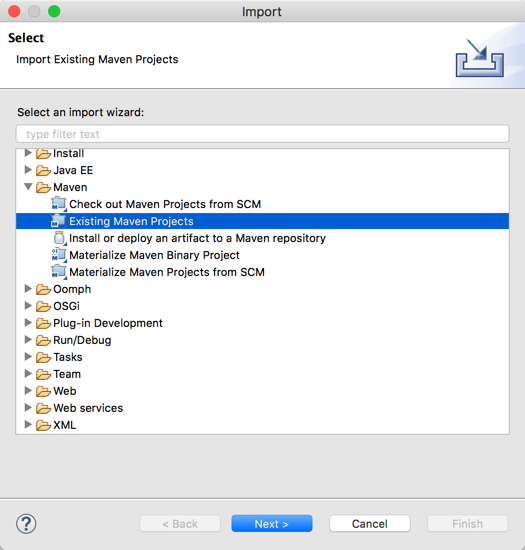 Import
Select
Import Existing Maven Projects
Select an import wizard:
type filter text
Install
Java EE
Maven
Check out Maven Projects from SCM
Existing Maven Projects
Install or deploy an artifact to a Maven repository
Materialize Maven Binary Project
Materialize Maven Projects from SCM
Oomph
OSGi
Plug-in Development
Run/Debug
Tasks
Team
Web
Web services
XML
? < Back Next > Cancel Finish